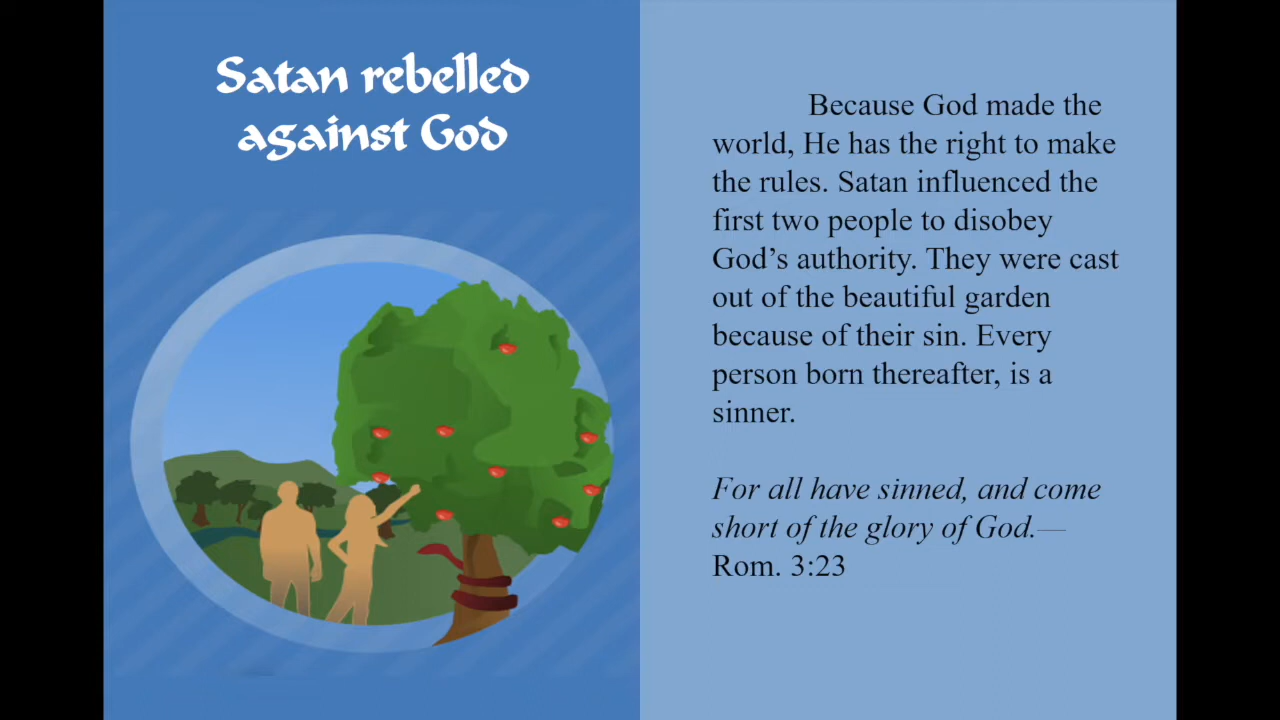 Satan rebelled
against God
Because God made the
world, He has the right to make
the rules. Satan influenced the
first two people to disobey
God’s authority. They were cast
out of the beautiful garden
because of their sin. Every
person born thereafter, is a
sinner.
For all have sinned, and come
short of the glory of God.—
Rom. 3:23